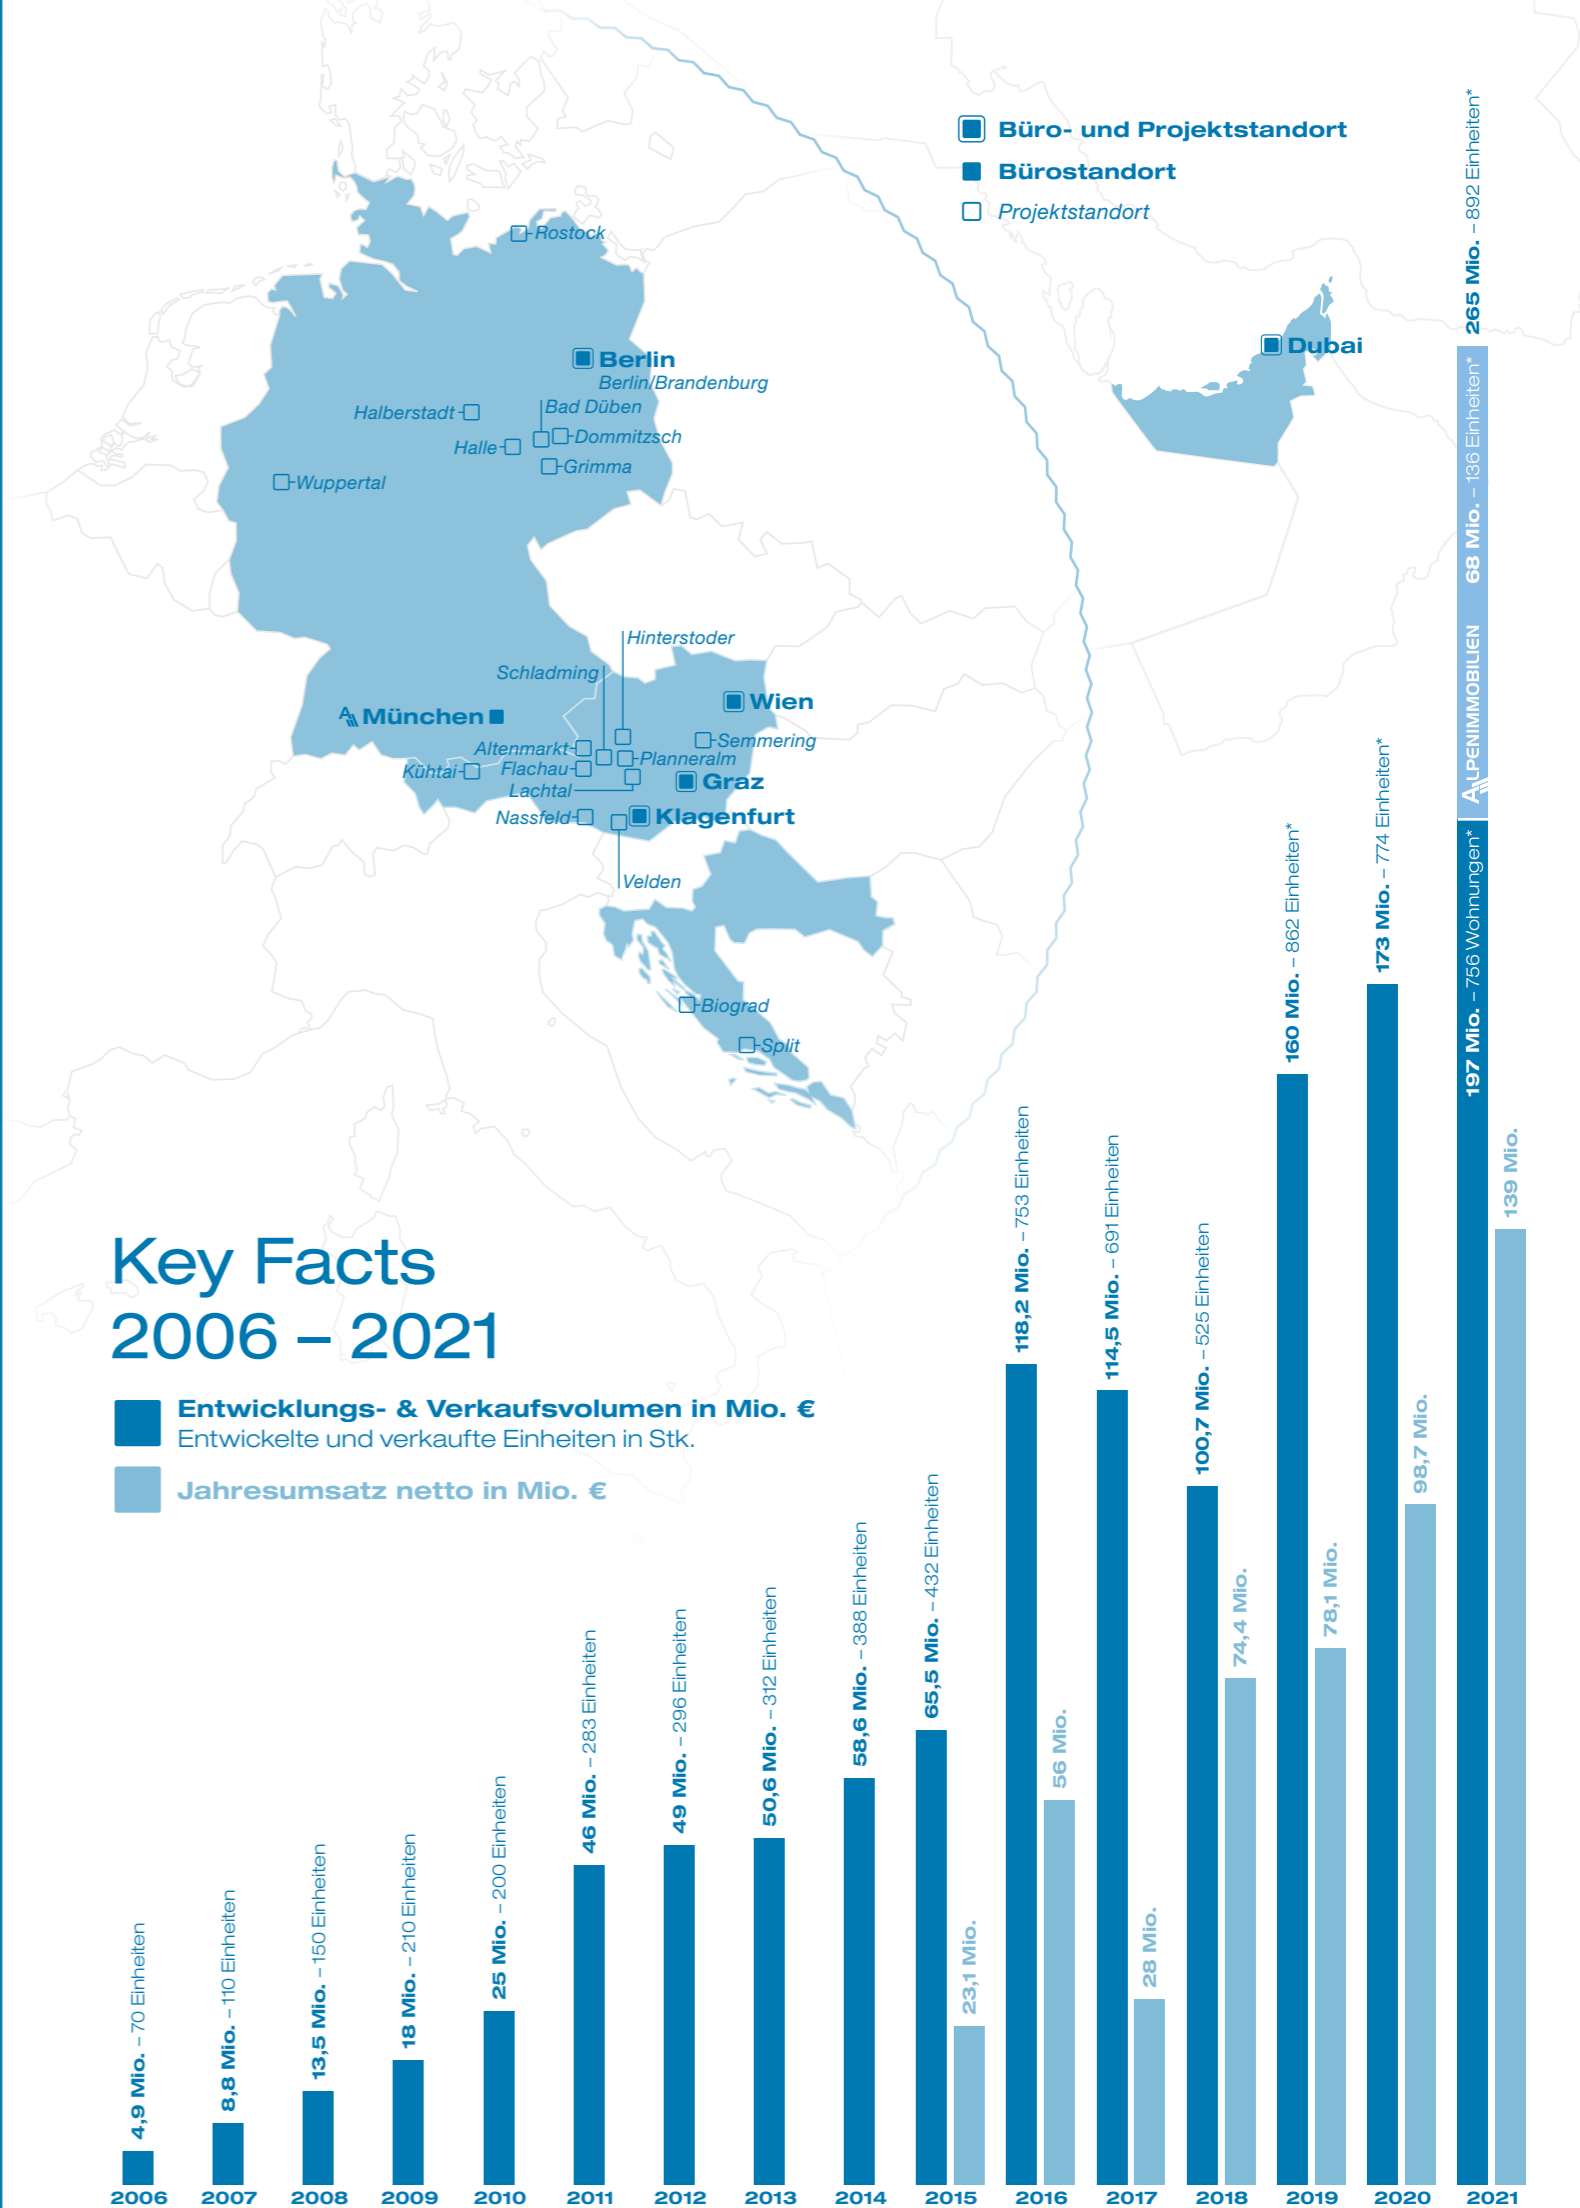 Büro- und Projektstandort
Bürostandort
Projektstandort
Rostock
Berlin
Berlin/Brandenburg
Bad Düben
Halberstadt
Dommitzsch
Halle
Grimma
Wuppertal
Dubai
Hinterstoder
Schladming
Wien
München
Altenmarkt
Semmering
Planneralm
Kühtai
Flachau
Graz
Lachtal
Nassfeld
Klagenfurt
Velden
Biograd
Split
Key Facts
2006 – 2021
Entwicklungs- & Verkaufsvolumen in Mio. €
Entwickelte und verkaufte Einheiten in Stk.
Jahresumsatz netto in Mio. €
4,9 Mio. – 70 Einheiten
8,8 Mio. – 110 Einheiten
13,5 Mio. – 150 Einheiten
18 Mio. – 210 Einheiten
25 Mio. – 200 Einheiten
46 Mio. – 283 Einheiten
49 Mio. – 296 Einheiten
50,6 Mio. – 312 Einheiten
58,6 Mio. – 388 Einheiten
65,5 Mio. – 432 Einheiten
23,1 Mio.
118,2 Mio. – 753 Einheiten
56 Mio.
114,5 Mio. – 691 Einheiten
28 Mio.
100,7 Mio. – 525 Einheiten
74,4 Mio.
160 Mio. – 862 Einheiten*
78,1 Mio.
173 Mio. – 774 Einheiten*
98,7 Mio.
265 Mio. – 892 Einheiten*
ALPENIMMOBILIEN 68 Mio. – 136 Einheiten*
197 Mio. – 756 Wohnungen*
139 Mio.
2006 2007 2008 2009 2010 2011 2012 2013 2014 2015 2016 2017 2018 2019 2020 2021